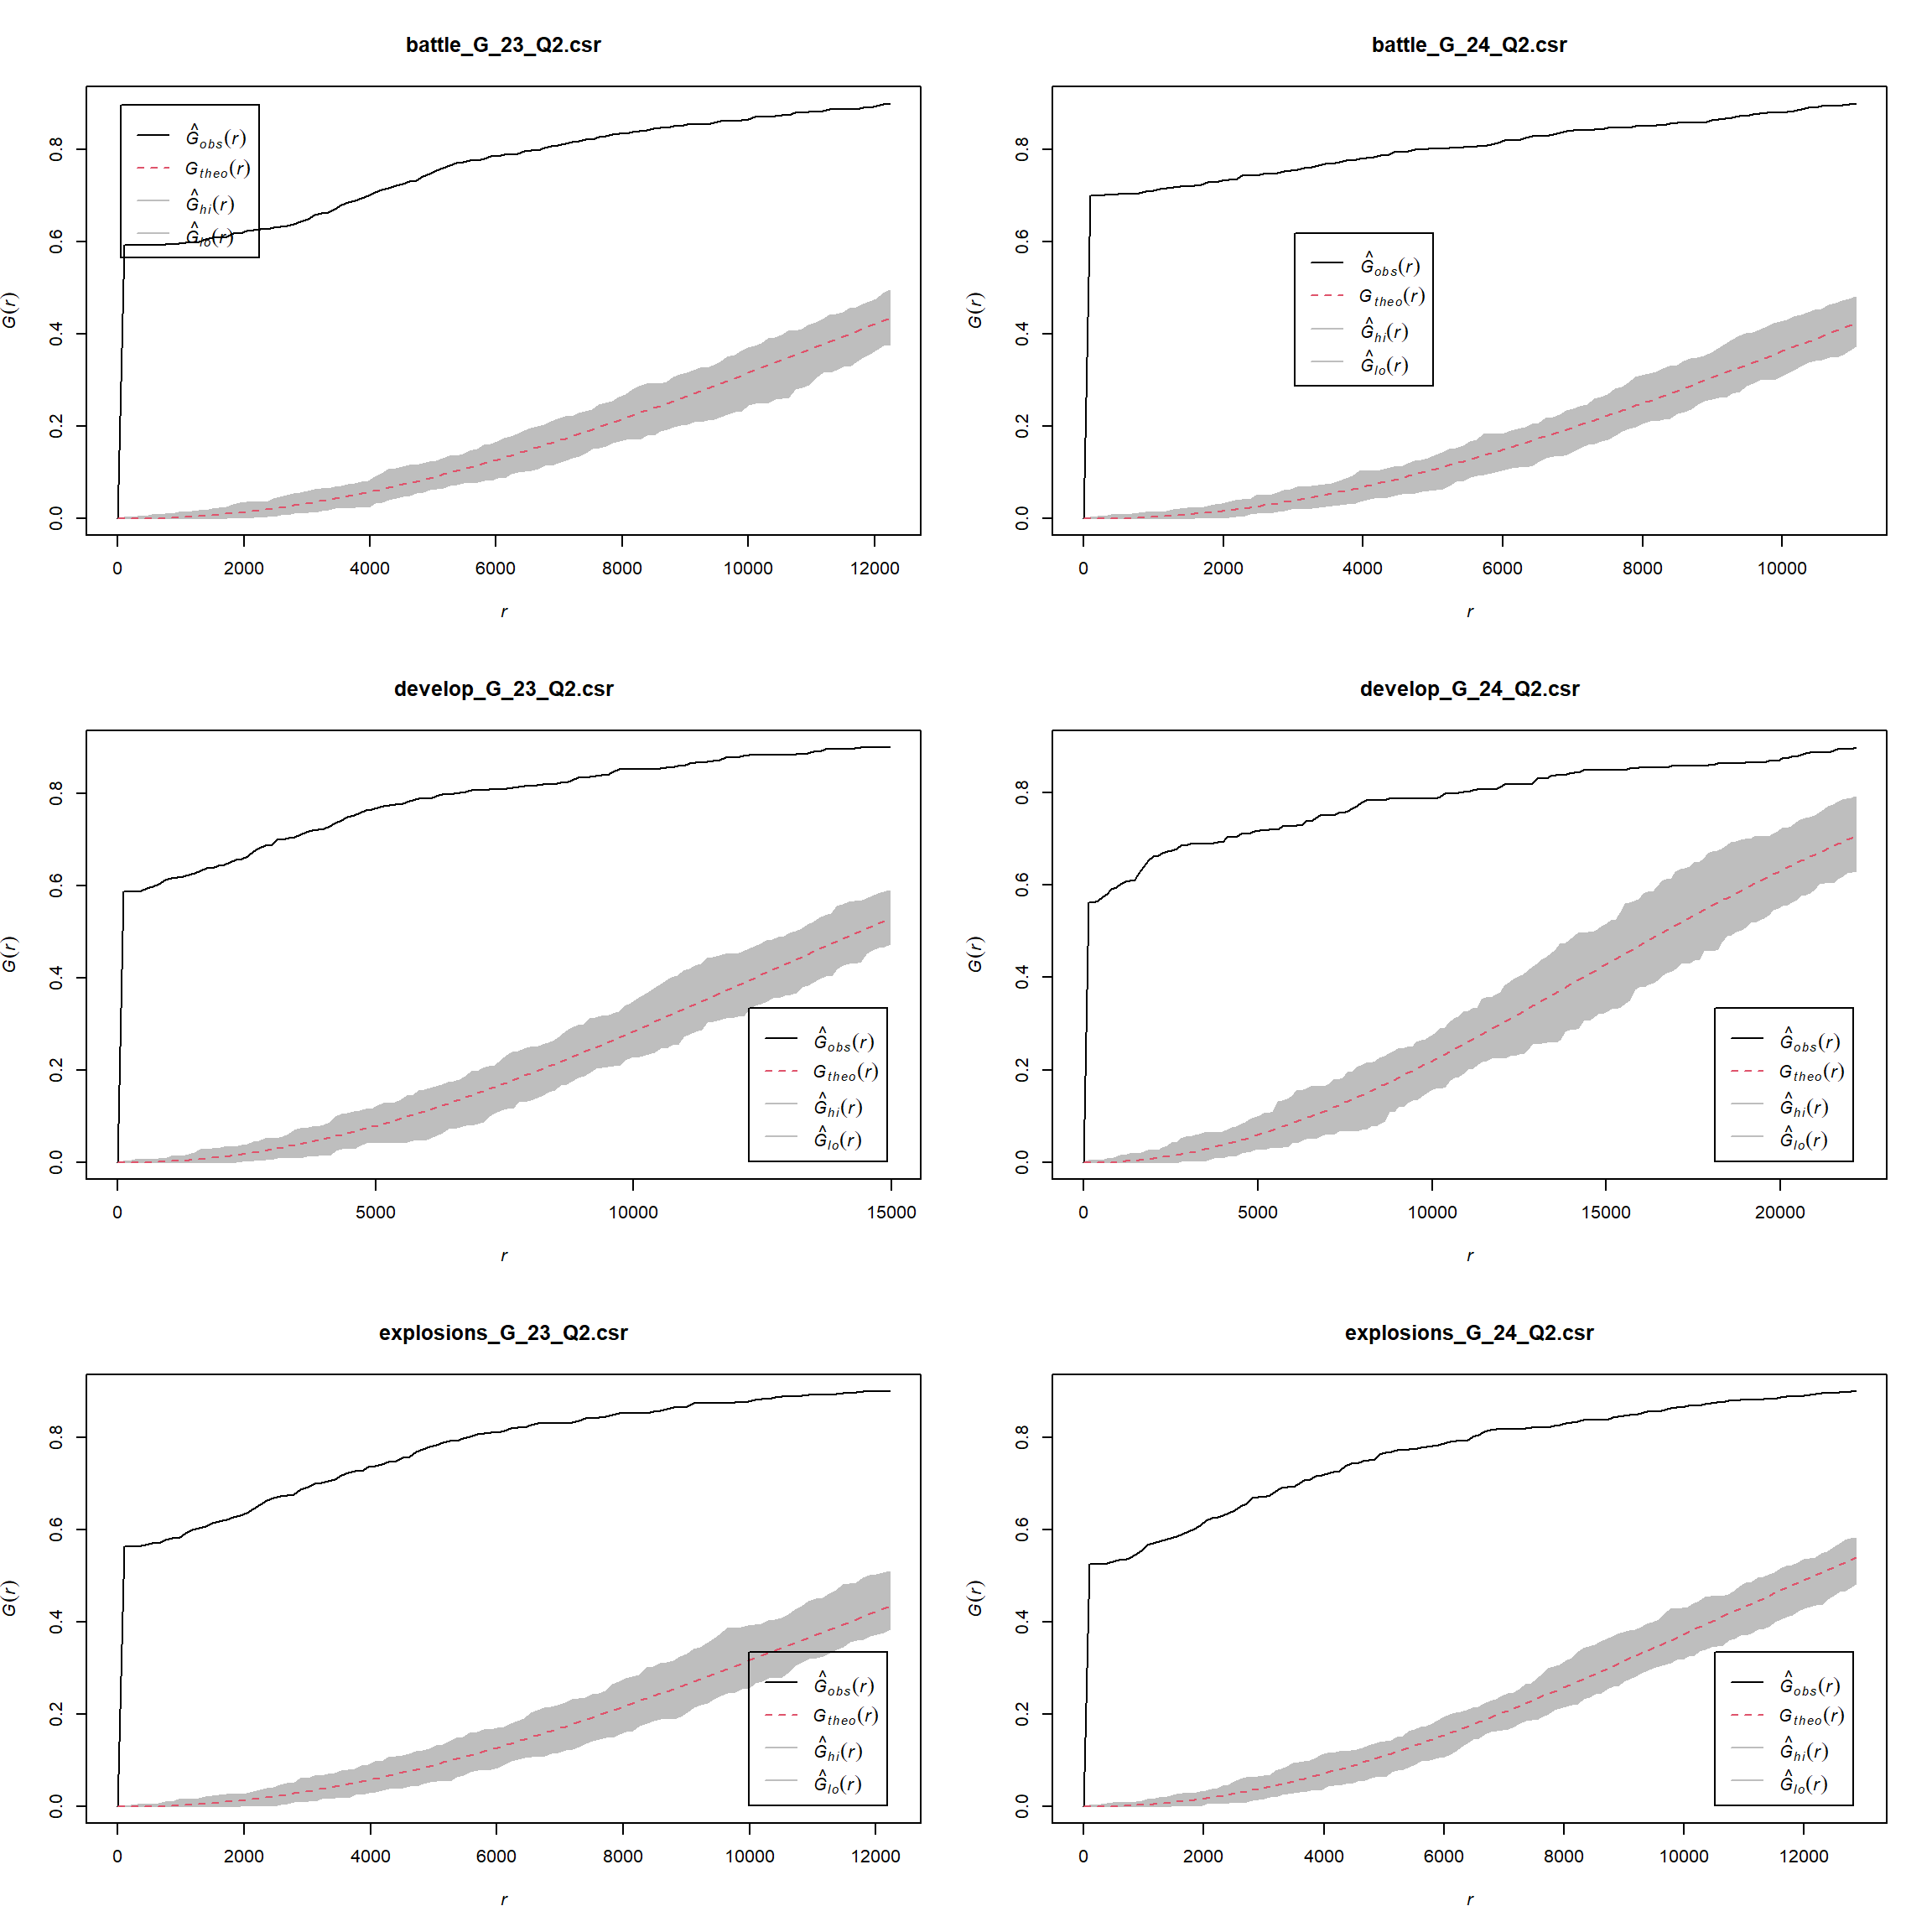 battle_G_23_Q2.csr
Ĝobs(r)
Gtheo(r)
Ĝhi(r)
Ĝlo(r)
G(r)
0.0 0.2 0.4 0.6 0.8
0 2000 4000 6000 8000 10000 12000
r
battle_G_24_Q2.csr
Ĝobs(r)
Gtheo(r)
Ĝhi(r)
Ĝlo(r)
G(r)
0.0 0.2 0.4 0.6 0.8
0 2000 4000 6000 8000 10000
r
develop_G_23_Q2.csr
Ĝobs(r)
Gtheo(r)
Ĝhi(r)
Ĝlo(r)
G(r)
0.0 0.2 0.4 0.6 0.8
0 5000 10000 15000
r
develop_G_24_Q2.csr
Ĝobs(r)
Gtheo(r)
Ĝhi(r)
Ĝlo(r)
G(r)
0.0 0.2 0.4 0.6 0.8
0 5000 10000 15000 20000
r
explosions_G_23_Q2.csr
Ĝobs(r)
Gtheo(r)
Ĝhi(r)
Ĝlo(r)
G(r)
0.0 0.2 0.4 0.6 0.8
0 2000 4000 6000 8000 10000 12000
r
explosions_G_24_Q2.csr
Ĝobs(r)
Gtheo(r)
Ĝhi(r)
Ĝlo(r)
G(r)
0.0 0.2 0.4 0.6 0.8
0 2000 4000 6000 8000 10000 12000
r